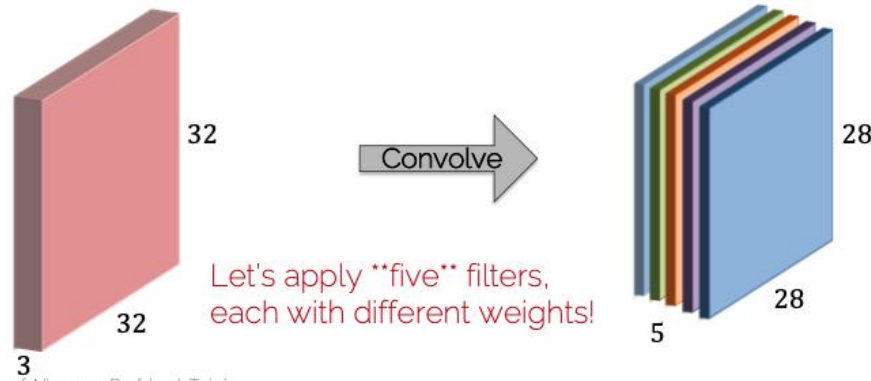 32
32
3
Convolve
Let's apply **five** filters,
each with different weights!
28
28
5